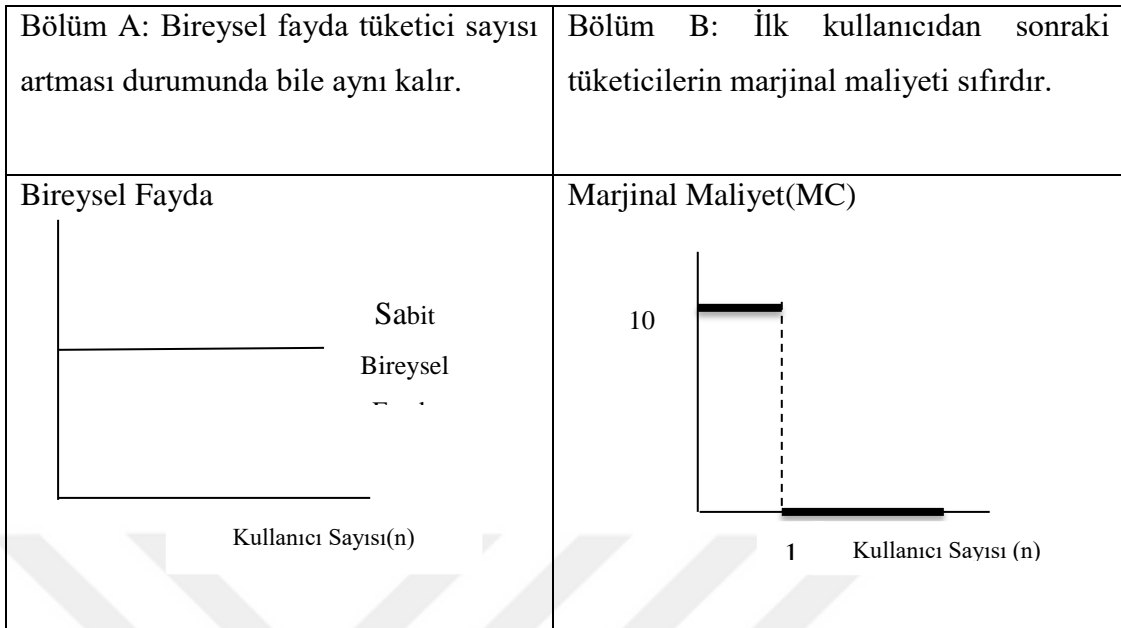 Bölüm A: Bireysel fayda tüketici sayısı
artması durumunda bile aynı kalır.
Bölüm B: İlk kullanıcıdan sonraki
tüketicilerin marjinal maliyeti sıfırdır.
Bireysel Fayda
Sabit
Bireysel
Kullanıcı Sayısı(n)
Marjinal Maliyet(MC)
10
1
Kullanıcı Sayısı (n)